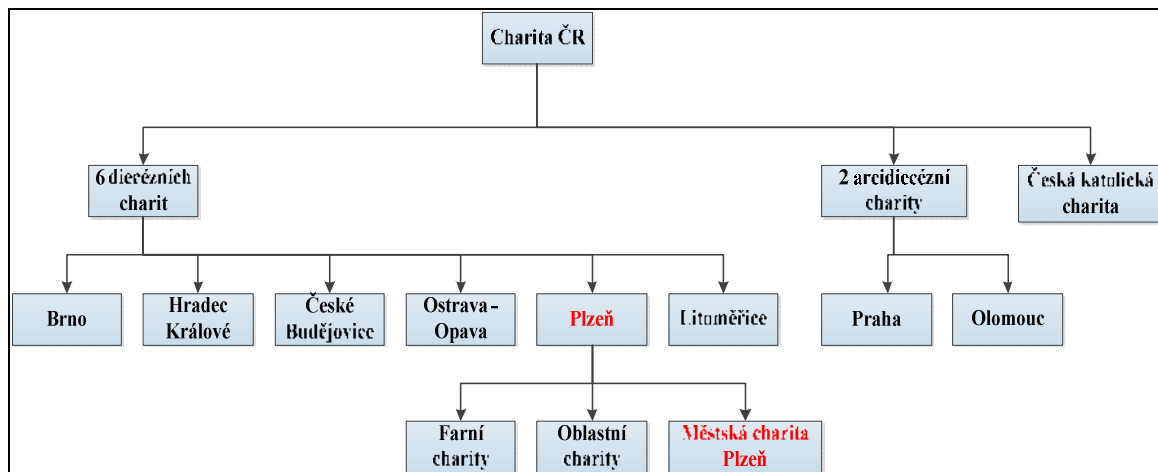 Charita ČR
6 diecézních
charit
2 arcidiecézní
charity
Česká katolická
charita
Brno
Hradec
Králové
České
Budějovice
Ostrava –
Opava
Plzeň
Litoměřice
Praha
Olomouc
Farní
charity
Oblastní
charity
Městská charita
Plzeň